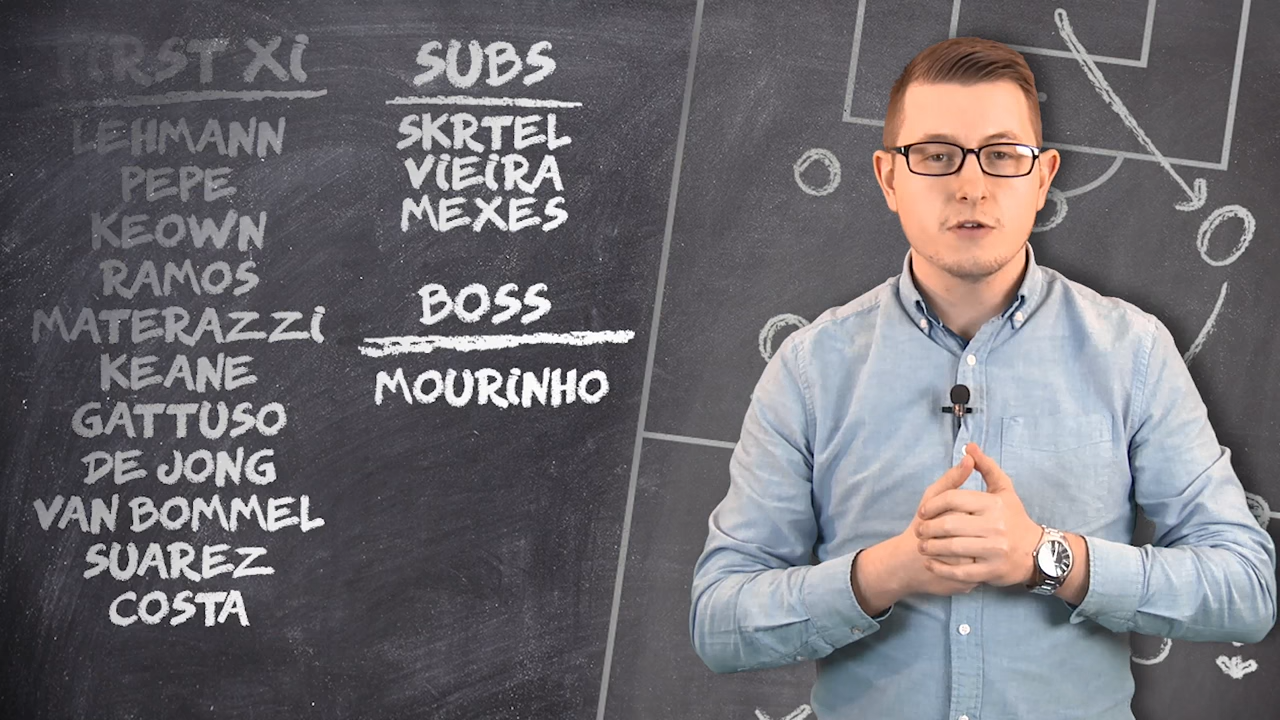 FIRST XI
LEHMANN
PEPE
KEOWN
RAMOS
MATERAZZI
KEANE
GATTUSO
DE JONG
VAN BOMMEL
SUAREZ
COSTA
SUBS
SKRTEL
VIEIRA
MEXES
BOSS
MOURINHO